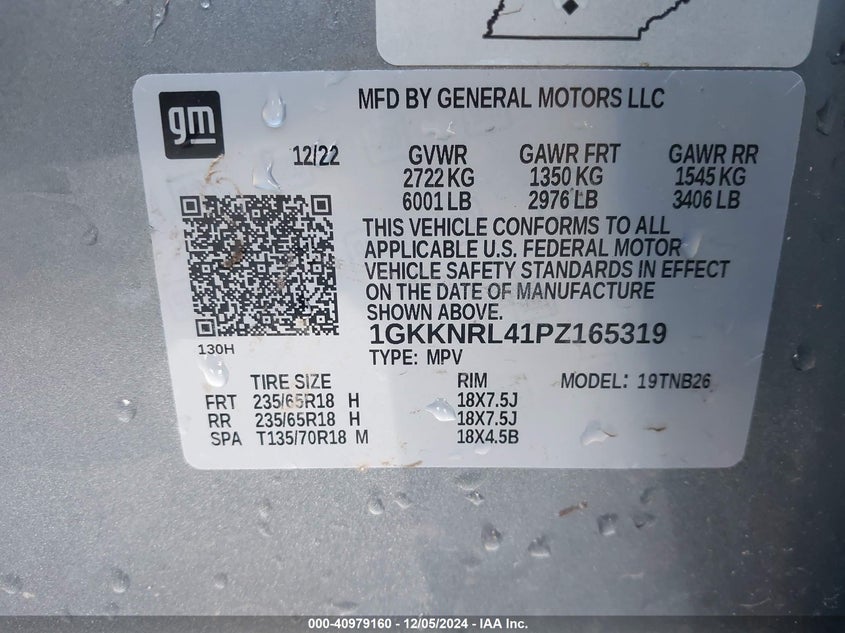 gm
MFD BY GENERAL MOTORS LLC
12/22 GVWR GAWR FRT GAWR RR
2722 KG 1350 KG 1545 KG
6001 LB 2976 LB 3406 LB
THIS VEHICLE CONFORMS TO ALL
APPLICABLE U.S. FEDERAL MOTOR
VEHICLE SAFETY STANDARDS IN EFFECT
ON THE DATE OF MANUFACTURE
SHOWN ABOVE.
130H
1GKKNRL41PZ165319
TYPE: MPV
TIRE SIZE RIM MODEL: 19TNB26
FRT 235/65R18 H 18X7.5J
RR 235/65R18 H 18X7.5J
SPA T135/70R18 M 18X4.5B
000-40979160 - 12/05/2024 - IAA Inc.